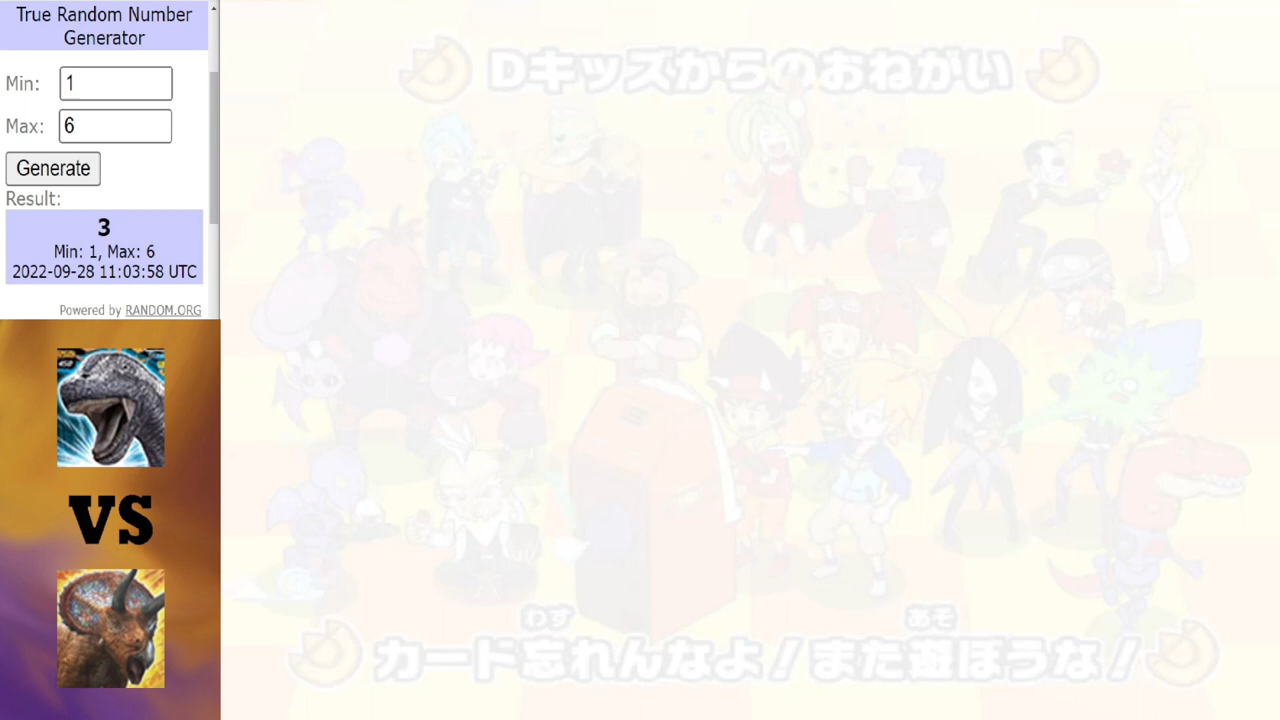 True Random Number
Generator
Min: 1
Max: 6
Generate
Result:
3
Min: 1, Max: 6
2022-09-28 11:03:58 UTC
Powered by RANDOM.ORG
VS
Dキッズからのおねがい
わす あそ
カード忘れんなよ!また遊ぼうな!